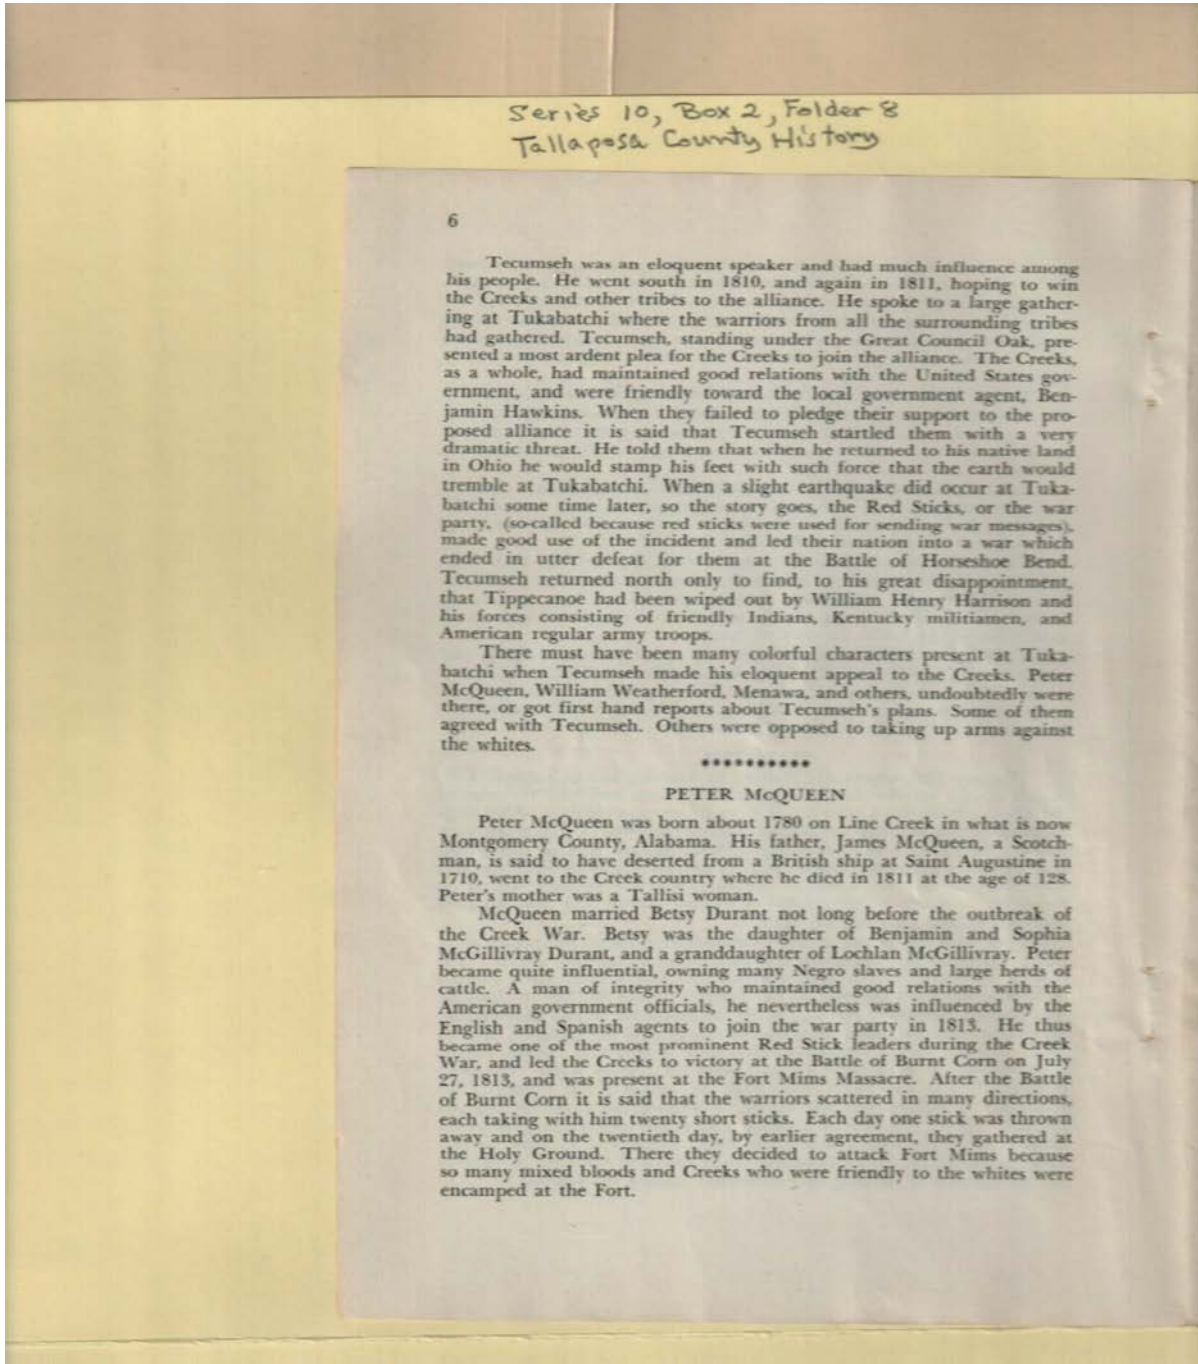 Series 10, Box 2, Folder 8
Tallaposa County History
6
Tecumseh was an eloquent speaker and had much influence among
his people. He went south in 1810, and again in 1811, hoping to win
the Creeks and other tribes to the alliance. He spoke to a large gather-
ing at Tukabatchi where the warriors from all the surrounding tribes
had gathered. Tecumseh, standing under the Great Council Oak, pre-
sented a most ardent plea for the Creeks to join the alliance. The Creeks,
as a whole, had maintained good relations with the United States gov-
ernment, and were friendly toward the local government agent, Ben-
jamin Hawkins. When they failed to pledge their support to the pro-
posed alliance it is said that Tecumseh startled them with a very
dramatic threat. He told them that when he returned to his native land
in Ohio he would stamp his feet with such force that the earth would
tremble at Tukabatchi. When a slight earthquake did occur at Tuka-
batchi some time later, so the story goes, the Red Sticks, or the war
party, (so-called because red sticks were used for sending war messages),
made good use of the incident and led their nation into a war which
ended in utter defeat for them at the Battle of Horseshoe Bend.
Tecumseh returned north only to find, to his great disappointment,
that Tippecanoe had been wiped out by William Henry Harrison and
his forces consisting of friendly Indians, Kentucky militiamen, and
American regular army troops.
There must have been many colorful characters present at Tuka-
batchi when Tecumseh made his eloquent appeal to the Creeks. Peter
McQueen, William Weatherford, Menawa, and others, undoubtedly were
there, or got first hand reports about Tecumseh's plans. Some of them
agreed with Tecumseh. Others were opposed to taking up arms against
the whites.
**********
PETER McQUEEN
Peter McQueen was born about 1780 on Line Creek in what is now
Montgomery County, Alabama. His father, James McQueen, a Scotch-
man, is said to have deserted from a British ship at Saint Augustine in
1710, went to the Creek country where he died in 1811 at the age of 128.
Peter's mother was a Tallisi woman.
McQueen married Betsy Durant not long before the outbreak of
the Creek War. Betsy was the daughter of Benjamin and Sophia
McGillivray Durant, and a granddaughter of Lochlan McGillivray. Peter
became quite influential, owning many Negro slaves and large herds of
cattle. A man of integrity who maintained good relations with the
American government officials, he nevertheless was influenced by the
English and Spanish agents to join the war party in 1813. He thus
became one of the most prominent Red Stick leaders during the Creek
War, and led the Creeks to victory at the Battle of Burnt Corn on July
27, 1813, and was present at the Fort Mims Massacre. After the Battle
of Burnt Corn it is said that the warriors scattered in many directions,
each taking with him twenty short sticks. Each day one stick was thrown
away and on the twentieth day, by earlier agreement, they gathered at
the Holy Ground. There they decided to attack Fort Mims because
so many mixed bloods and Creeks who were friendly to the whites were
encamped at the Fort.